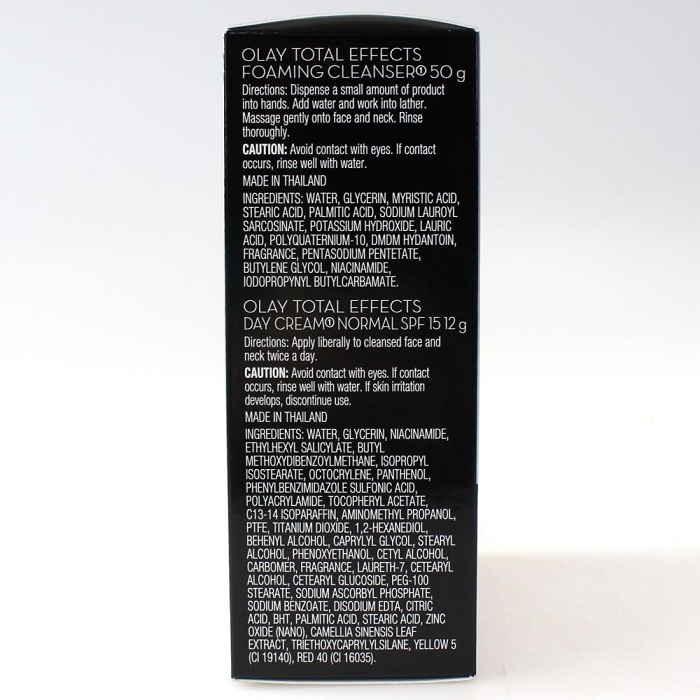 OLAY TOTAL EFFECTS
FOAMING CLEANSER① 50 g
Directions: Dispense a small amount of product
into hands. Add water and work into lather.
Massage gently onto face and neck. Rinse
thoroughly.
CAUTION: Avoid contact with eyes. If contact
occurs, rinse well with water.
MADE IN THAILAND
INGREDIENTS: WATER, GLYCERIN, MYRISTIC ACID,
STEARIC ACID, PALMITIC ACID, SODIUM LAUROYL
SARCOSINATE, POTASSIUM HYDROXIDE, LAURIC
ACID, POLYQUATERNIUM-10, DMDM HYDANTOIN,
FRAGRANCE, PENTASODIUM PENTETATE,
BUTYLENE GLYCOL, NIACINAMIDE,
IODOPROPYNYL BUTYLCARBAMATE.
OLAY TOTAL EFFECTS
DAY CREAM① NORMAL SPF 15 12 g
Directions: Apply liberally to cleansed face and
neck twice a day.
CAUTION: Avoid contact with eyes. If contact
occurs, rinse well with water. If skin irritation
develops, discontinue use.
MADE IN THAILAND
INGREDIENTS: WATER, GLYCERIN, NIACINAMIDE,
ETHYLHEXYL SALICYLATE, BUTYL
METHOXYDIBENZOYLMETHANE, ISOPROPYL
ISOSTEARATE, OCTOCRYLENE, PANTHENOL,
PHENYLBENZIMIDAZOLE SULFONIC ACID,
POLYACRYLAMIDE, TOCOPHERYL ACETATE,
C13-14 ISOPARAFFIN, AMINOMETHYL PROPANOL,
PTFE, TITANIUM DIOXIDE, 1,2-HEXANEDIOL,
BEHENYL ALCOHOL, CAPRYLYL GLYCOL, STEARYL
ALCOHOL, PHENOXYETHANOL, CETYL ALCOHOL,
CARBOMER, FRAGRANCE, LAURETH-7, CETEARYL
ALCOHOL, CETEARYL GLUCOSIDE, PEG-100
STEARATE, SODIUM ASCORBYL PHOSPHATE,
SODIUM BENZOATE, DISODIUM EDTA, CITRIC
ACID, BHT, PALMITIC ACID, STEARIC ACID, ZINC
OXIDE (NANO), CAMELLIA SINENSIS LEAF
EXTRACT, TRIETHOXYCAPRYLYLSILANE, YELLOW 5
(CI 19140), RED 40 (CI 16035).